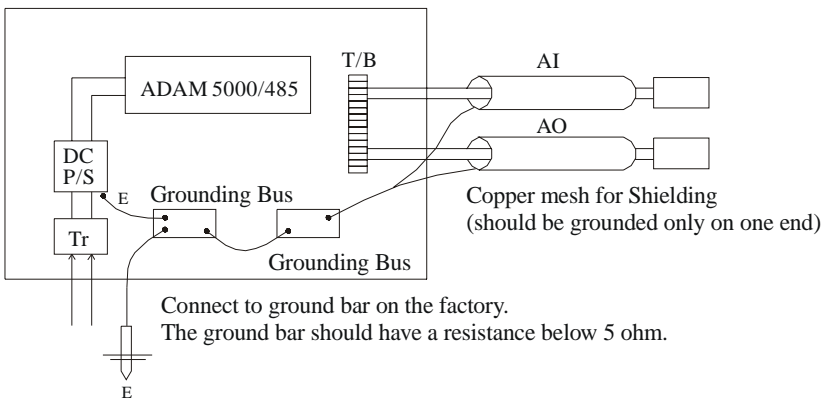 T/B
AI
ADAM 5000/485
AO
DC
P/S
E
Grounding Bus
Copper mesh for Shielding
(should be grounded only on one end)
Tr
Grounding Bus
Connect to ground bar on the factory.
The ground bar should have a resistance below 5 ohm.
E